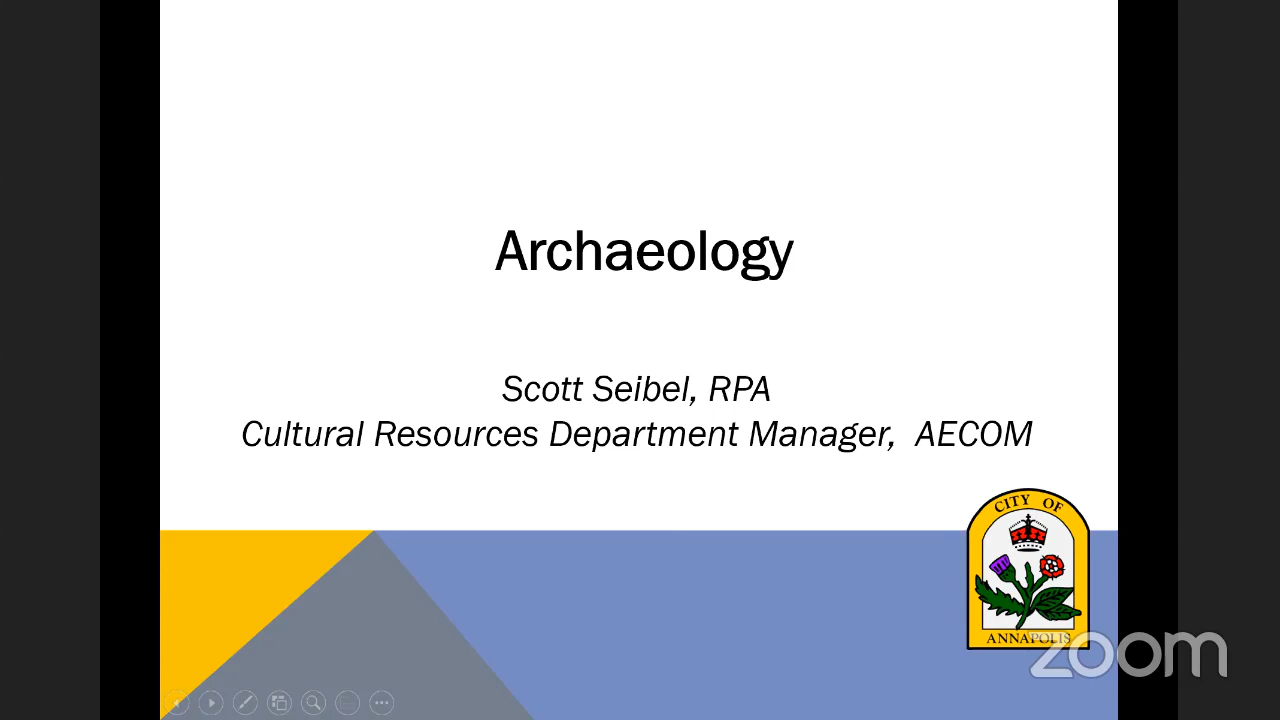 Archaeology
Scott Seibel, RPA
Cultural Resources Department Manager, AECOM
CITY OF
ANNAPOLIS
zoom